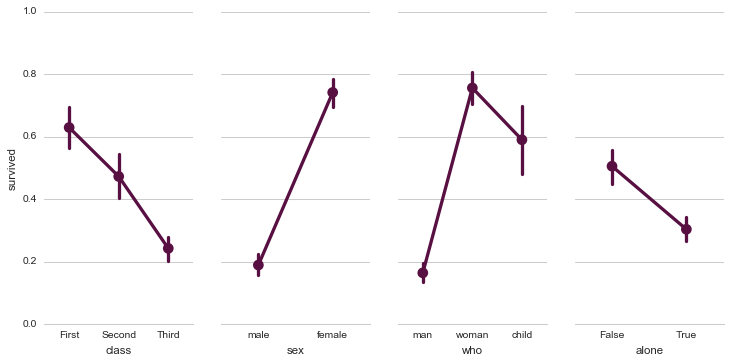 1.0
0.8
0.6
0.4
0.2
0.0
survived
First Second Third
class
male female
sex
man woman child
who
False True
alone